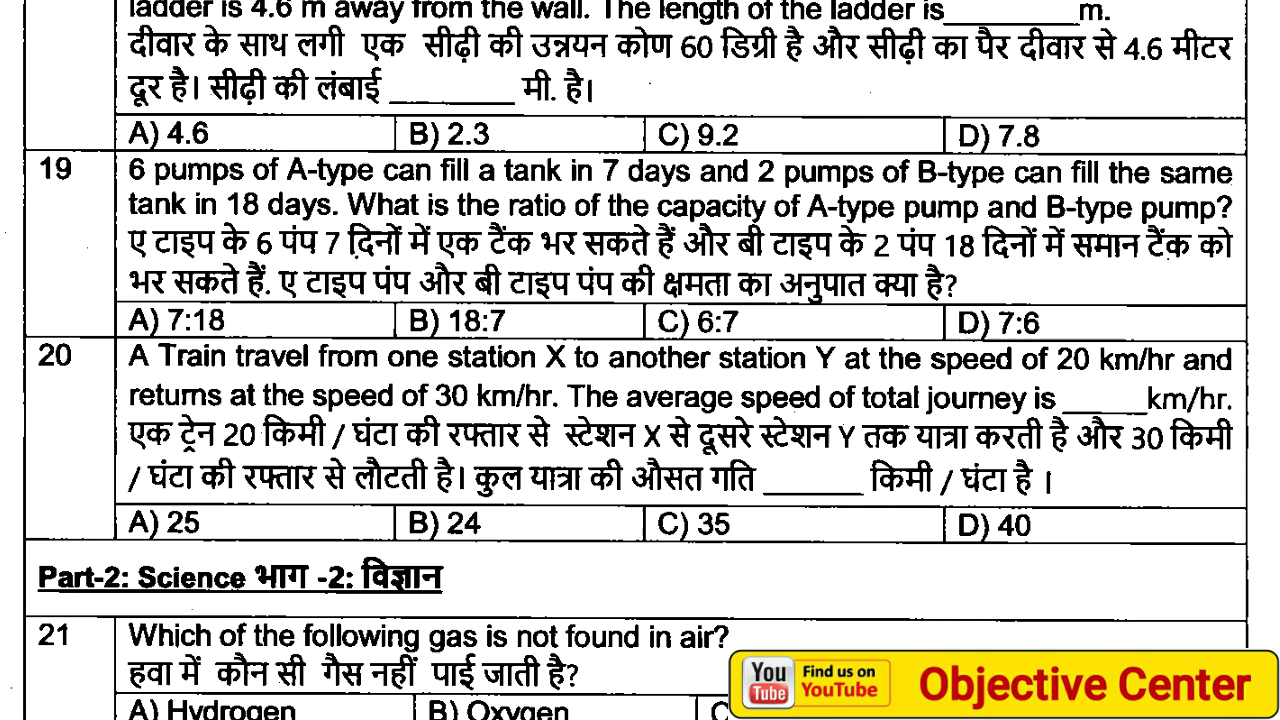 ladder is 4.6 m away from the wall. The length of the ladder is_________m.
दीवार के साथ लगी एक सीढ़ी की उन्नयन कोण 60 डिग्री है और सीढ़ी का पैर दीवार से 4.6 मीटर
दूर है। सीढ़ी की लंबाई ________ मी. है।
A) 4.6 B) 2.3 C) 9.2 D) 7.8
19 6 pumps of A-type can fill a tank in 7 days and 2 pumps of B-type can fill the same
tank in 18 days. What is the ratio of the capacity of A-type pump and B-type pump?
ए टाइप के 6 पंप 7 दिनों में एक टैंक भर सकते हैं और बी टाइप के 2 पंप 18 दिनों में समान टैंक को
भर सकते हैं. ए टाइप पंप और बी टाइप पंप की क्षमता का अनुपात क्या है?
A) 7:18 B) 18:7 C) 6:7 D) 7:6
20 A Train travel from one station X to another station Y at the speed of 20 km/hr and
returns at the speed of 30 km/hr. The average speed of total journey is _____km/hr.
एक ट्रेन 20 किमी / घंटा की रफ्तार से स्टेशन X से दूसरे स्टेशन Y तक यात्रा करती है और 30 किमी
/ घंटा की रफ्तार से लौटती है। कुल यात्रा की औसत गति ______ किमी / घंटा है ।
A) 25 B) 24 C) 35 D) 40
Part-2: Science भाग -2: विज्ञान
21 Which of the following gas is not found in air?
हवा में कौन सी गैस नहीं पाई जाती है?
A) Hydrogen B) Oxygen C
You Tube Find us on YouTube Objective Center